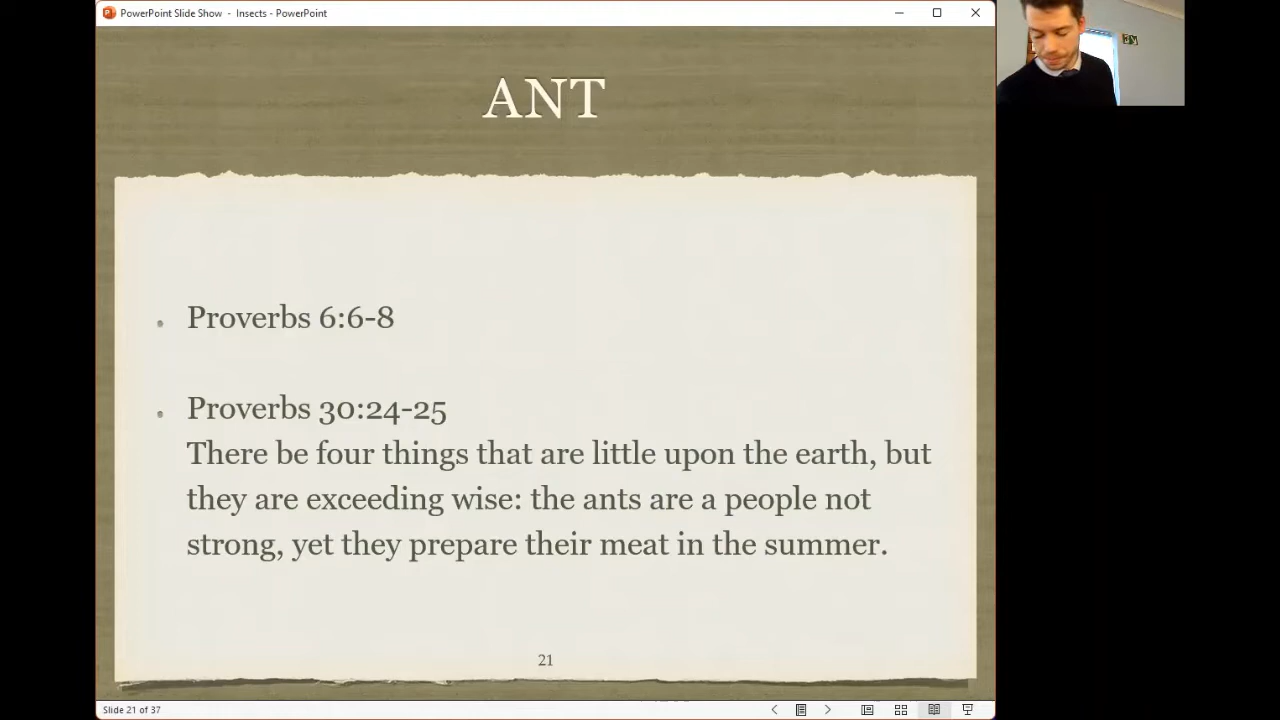 PowerPoint Slide Show - Insects - PowerPoint
ANT
Proverbs 6:6-8
Proverbs 30:24-25
There be four things that are little upon the earth, but
they are exceeding wise: the ants are a people not
strong, yet they prepare their meat in the summer.
21
Slide 21 of 37